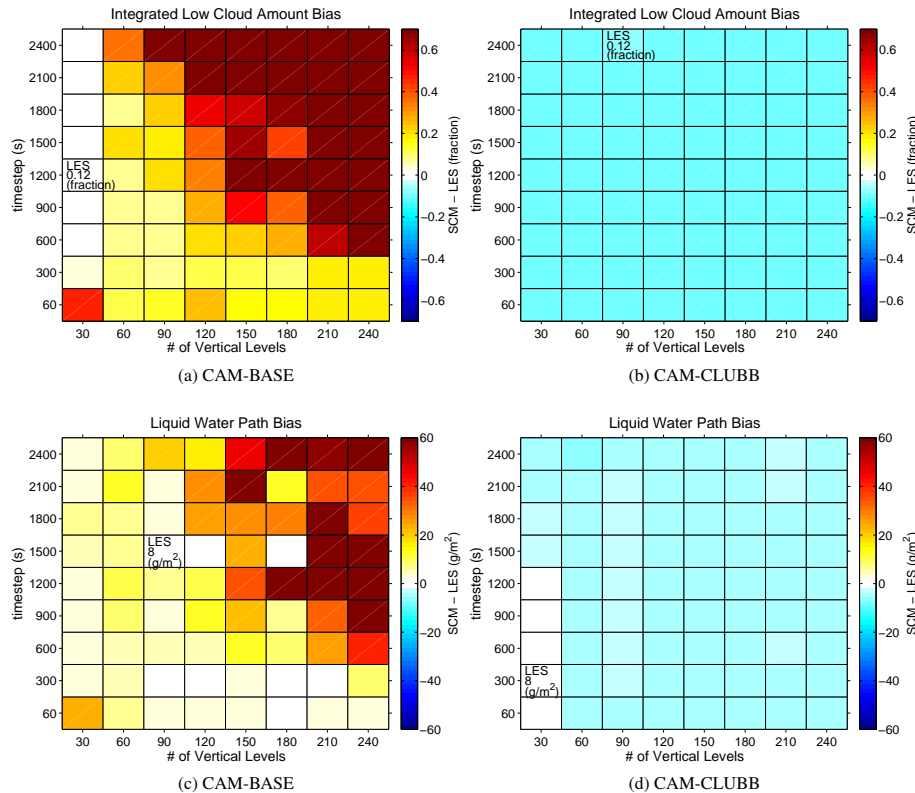 Integrated Low Cloud Amount Bias
timestep (s)
2400
2100
1800
1500
1200
900
600
300
60
LES
0.12
(fraction)
30 60 90 120 150 180 210 240
# of Vertical Levels
0.6
0.4
0.2
0
−0.2
−0.4
−0.6
SCM − LES (fraction)
(a) CAM-BASE
Integrated Low Cloud Amount Bias
timestep (s)
2400
2100
1800
1500
1200
900
600
300
60
LES
0.12
(fraction)
30 60 90 120 150 180 210 240
# of Vertical Levels
0.6
0.4
0.2
0
−0.2
−0.4
−0.6
SCM − LES (fraction)
(b) CAM-CLUBB
Liquid Water Path Bias
timestep (s)
2400
2100
1800
1500
1200
900
600
300
60
LES
8
(g/m²)
30 60 90 120 150 180 210 240
# of Vertical Levels
60
40
20
0
−20
−40
−60
SCM − LES (g/m²)
(c) CAM-BASE
Liquid Water Path Bias
timestep (s)
2400
2100
1800
1500
1200
900
600
300
60
LES
8
(g/m²)
30 60 90 120 150 180 210 240
# of Vertical Levels
60
40
20
0
−20
−40
−60
SCM − LES (g/m²)
(d) CAM-CLUBB